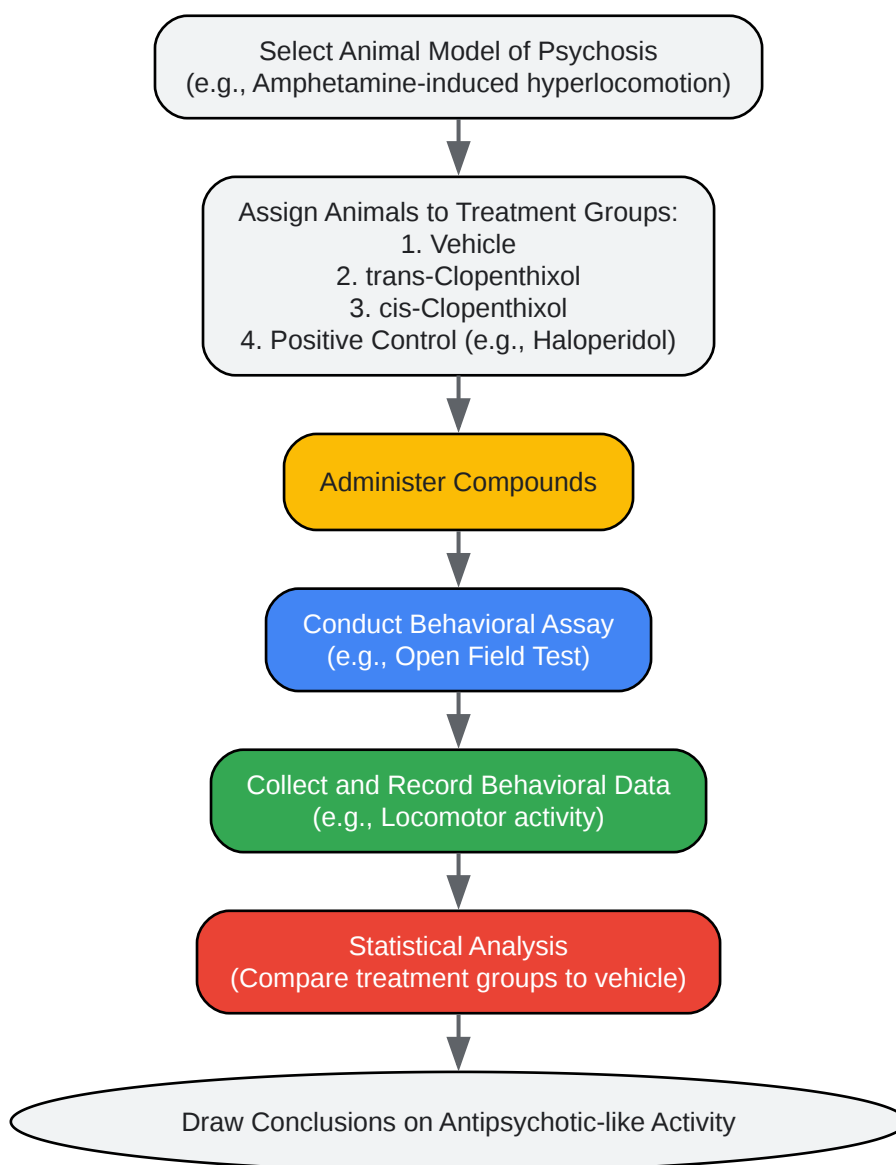 Select Animal Model of Psychosis
(e.g., Amphetamine-induced hyperlocomotion)
Assign Animals to Treatment Groups:
1. Vehicle
2. trans-Clopenthixol
3. cis-Clopenthixol
4. Positive Control (e.g., Haloperidol)
Administer Compounds
Conduct Behavioral Assay
(e.g., Open Field Test)
Collect and Record Behavioral Data
(e.g., Locomotor activity)
Statistical Analysis
(Compare treatment groups to vehicle)
Draw Conclusions on Antipsychotic-like Activity